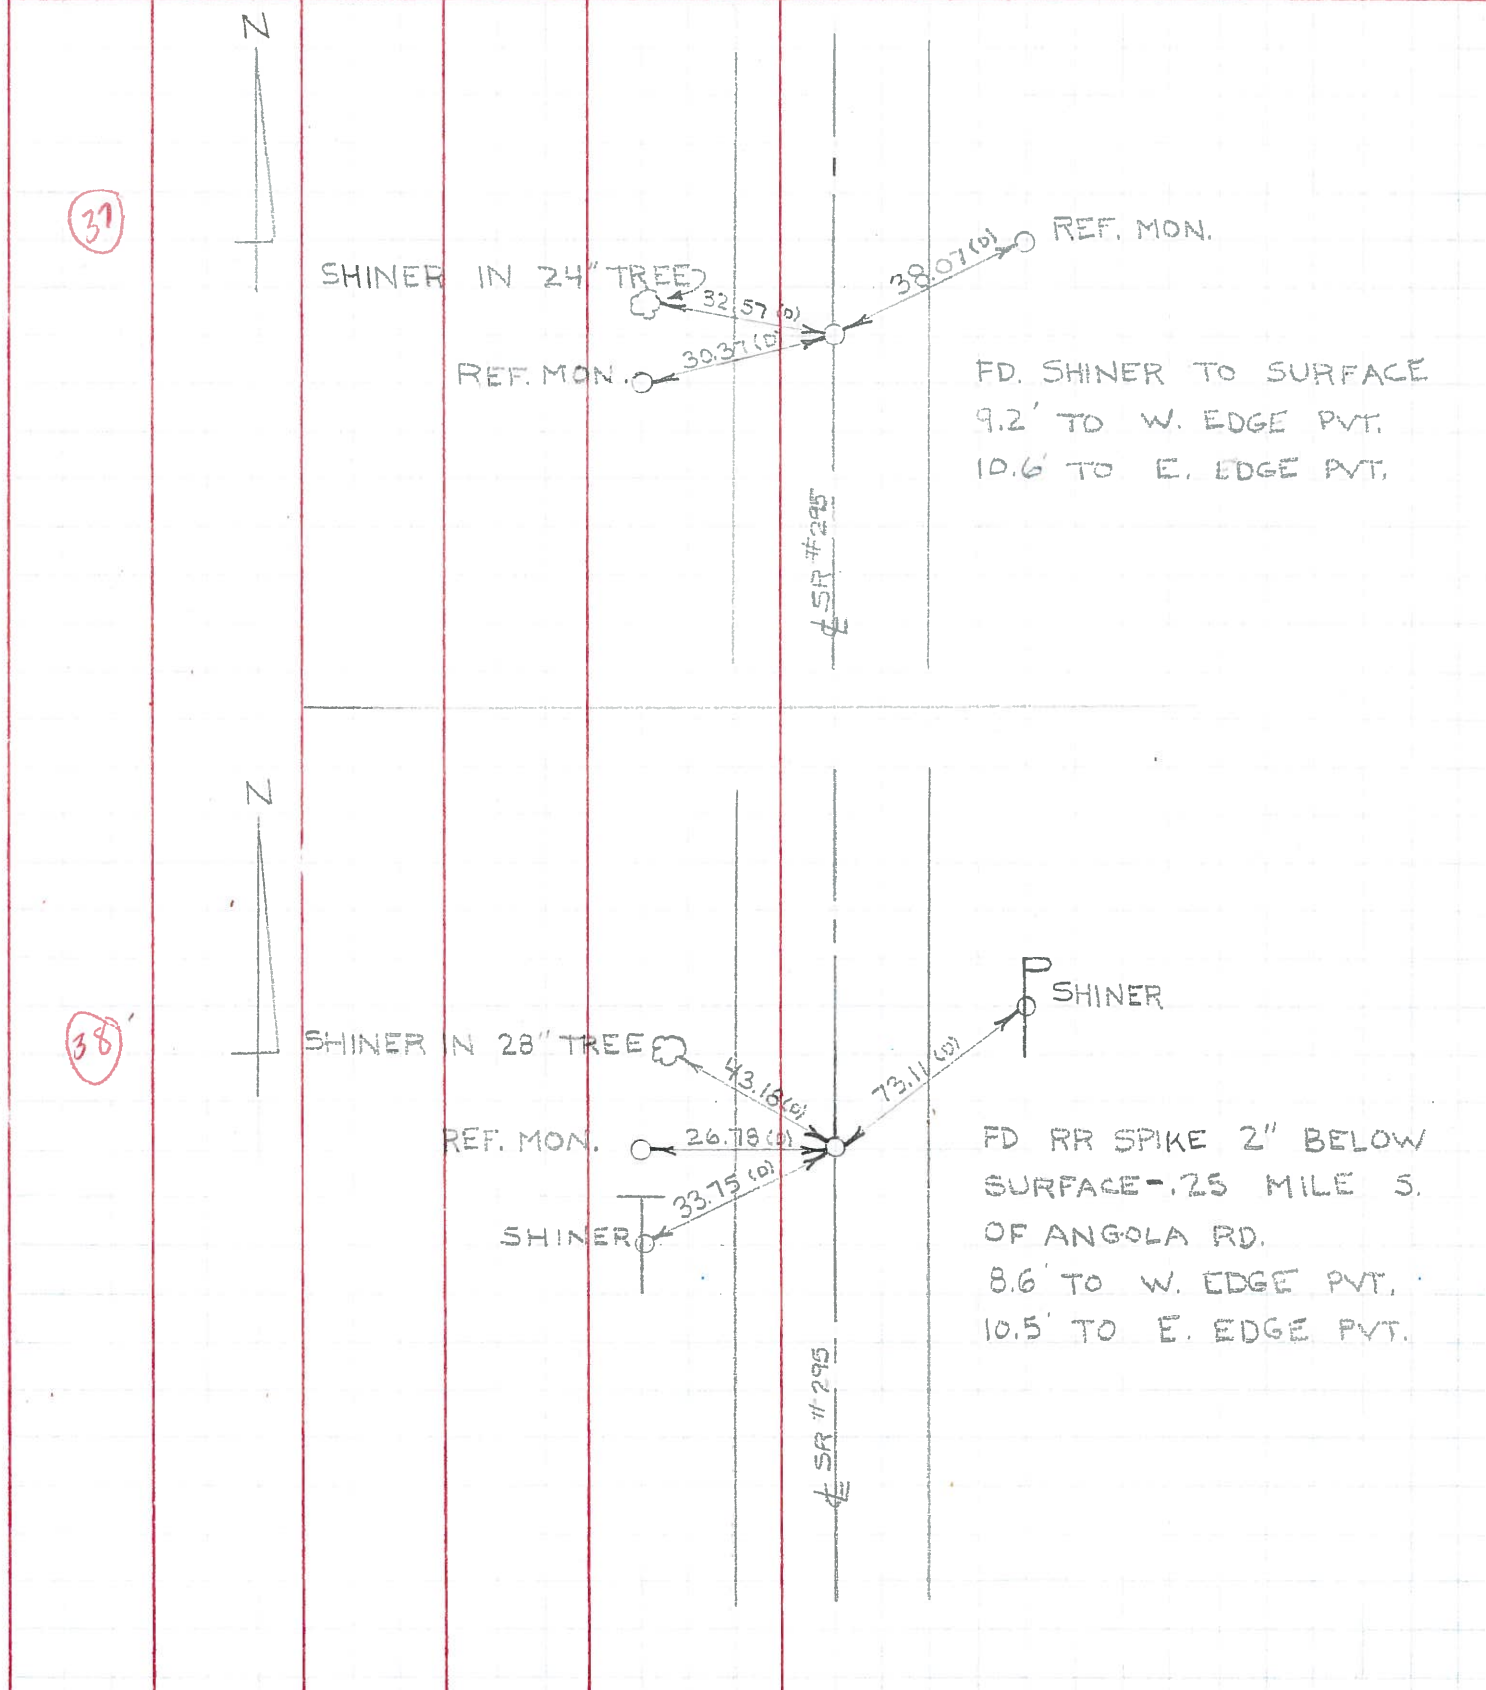 N
37
REF. MON.
38.07(D)
SHINER IN 24" TREE
32.57(D)
30.37(D)
REF. MON.
FD. SHINER TO SURFACE
9.2' TO W. EDGE PVT.
10.6' TO E. EDGE PVT.
℄ SR #295
N
38
SHINER
SHINER IN 28" TREE
43.18(D)
73.11(D)
REF. MON.
26.78(D)
33.75(D)
SHINER
FD RR SPIKE 2" BELOW
SURFACE-.25 MILE S.
OF ANGOLA RD.
8.6' TO W. EDGE PVT.
10.5' TO E. EDGE PVT.
℄ SR #295